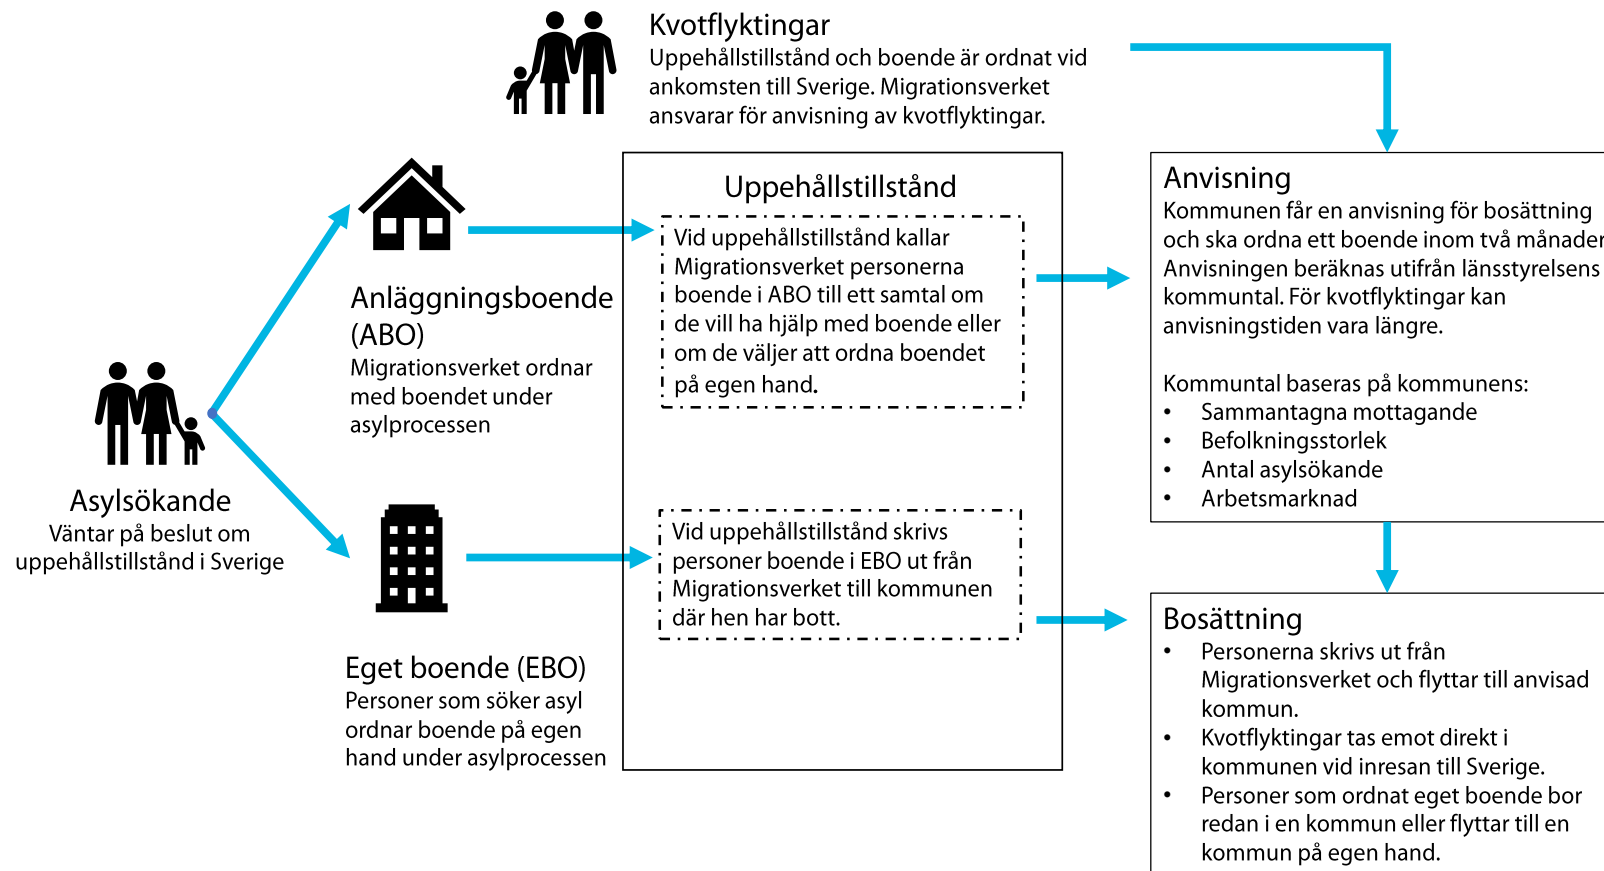 Kvotflyktingar
Uppehållstillstånd och boende är ordnat vid
ankomsten till Sverige. Migrationsverket
ansvarar för anvisning av kvotflyktingar.
Asylsökande
Väntar på beslut om
uppehållstillstånd i Sverige
Anläggningsboende
(ABO)
Migrationsverket ordnar
med boendet under
asylprocessen
Eget boende (EBO)
Personer som söker asyl
ordnar boende på egen
hand under asylprocessen
Uppehållstillstånd
Vid uppehållstillstånd kallar
Migrationsverket personerna
boende i ABO till ett samtal om
de vill ha hjälp med boende eller
om de väljer att ordna boendet
på egen hand.
Vid uppehållstillstånd skrivs
personer boende i EBO ut från
Migrationsverket till kommunen
där hen har bott.
Anvisning
Kommunen får en anvisning för bosättning
och ska ordna ett boende inom två månader
Anvisningen beräknas utifrån länsstyrelsens
kommuntal. För kvotflyktingar kan
anvisningstiden vara längre.
Kommuntal baseras på kommunens:
• Sammantagna mottagande
• Befolkningsstorlek
• Antal asylsökande
• Arbetsmarknad
Bosättning
• Personerna skrivs ut från
Migrationsverket och flyttar till anvisad
kommun.
• Kvotflyktingar tas emot direkt i
kommunen vid inresan till Sverige.
• Personer som ordnat eget boende bor
redan i en kommun eller flyttar till en
kommun på egen hand.